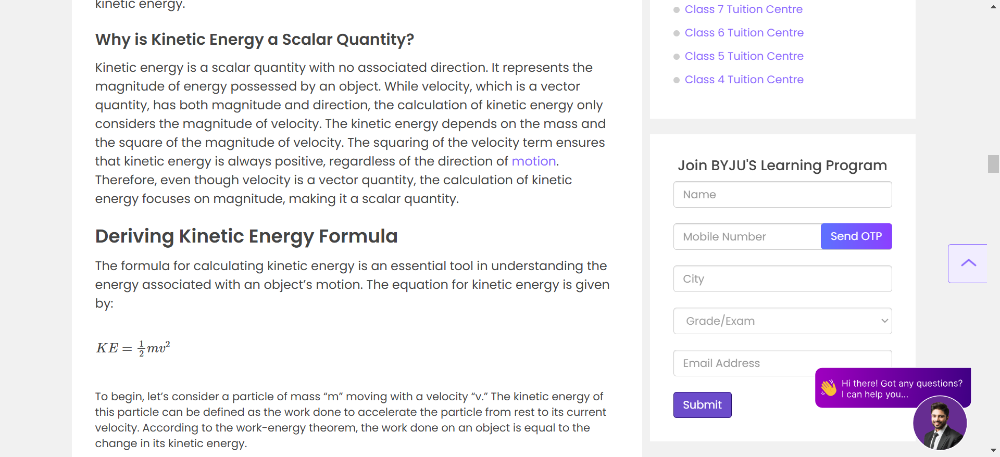 kinetic energy.
Why is Kinetic Energy a Scalar Quantity?
Kinetic energy is a scalar quantity with no associated direction. It represents the
magnitude of energy possessed by an object. While velocity, which is a vector
quantity, has both magnitude and direction, the calculation of kinetic energy only
considers the magnitude of velocity. The kinetic energy depends on the mass and
the square of the magnitude of velocity. The squaring of the velocity term ensures
that kinetic energy is always positive, regardless of the direction of motion.
Therefore, even though velocity is a vector quantity, the calculation of kinetic
energy focuses on magnitude, making it a scalar quantity.
Deriving Kinetic Energy Formula
The formula for calculating kinetic energy is an essential tool in understanding the
energy associated with an object’s motion. The equation for kinetic energy is given
by:
KE = 1/2 mv²
To begin, let’s consider a particle of mass “m” moving with a velocity “v.” The kinetic energy of
this particle can be defined as the work done to accelerate the particle from rest to its current
velocity. According to the work-energy theorem, the work done on an object is equal to the
change in its kinetic energy.
Class 7 Tuition Centre
Class 6 Tuition Centre
Class 5 Tuition Centre
Class 4 Tuition Centre
Join BYJU'S Learning Program
Name
Mobile Number
Send OTP
City
Grade/Exam
Email Address
Submit
Hi there! Got any questions?
I can help you...